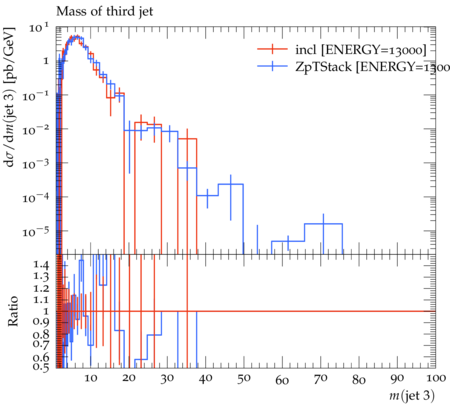 Mass of third jet
dσ/dm(jet 3) [pb/GeV]
10¹
1
10⁻¹
10⁻²
10⁻³
10⁻⁴
10⁻⁵
incl [ENERGY=13000]
ZpTStack [ENERGY=1300
Ratio
1.4
1.3
1.2
1.1
1
0.9
0.8
0.7
0.6
0.5
10 20 30 40 50 60 70 80 90 100
m(jet 3)